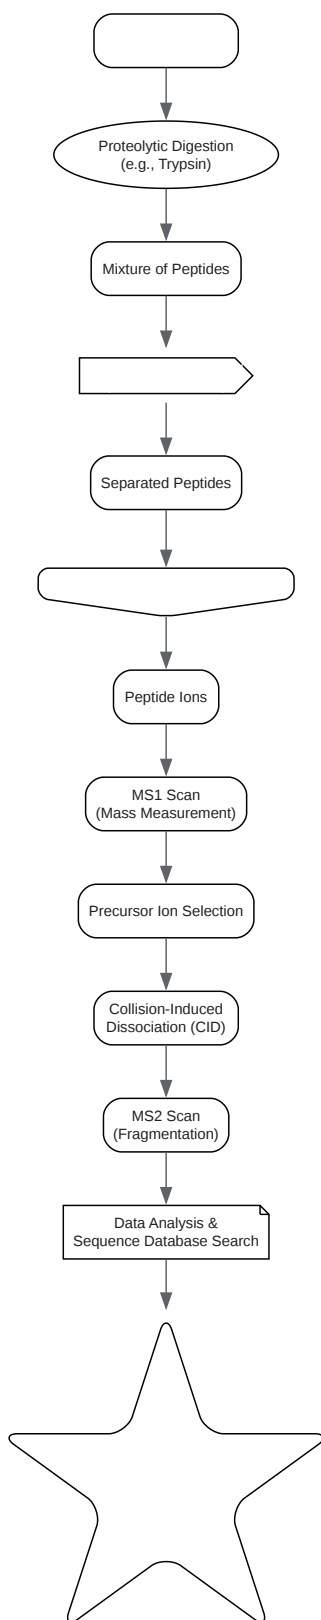 Proteolytic Digestion
(e.g., Trypsin)
Mixture of Peptides
Separated Peptides
Peptide Ions
MS1 Scan
(Mass Measurement)
Precursor Ion Selection
Collision-Induced
Dissociation (CID)
MS2 Scan
(Fragmentation)
Data Analysis &
Sequence Database Search